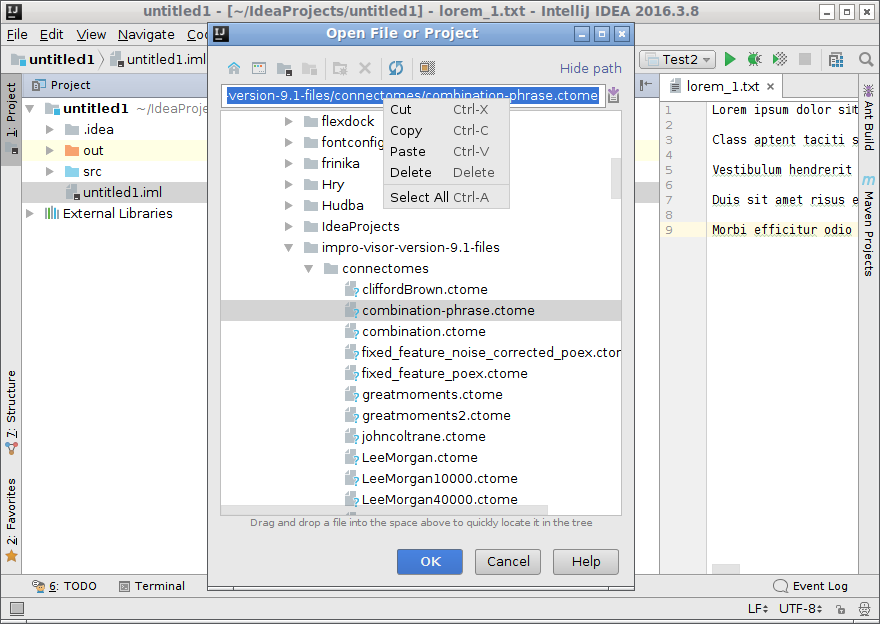 untitled1 - [~/IdeaProjects/untitled1] - lorem_1.txt - IntelliJ IDEA 2016.3.8
File Edit View Navigate
untitled1 untitled1.iml
Test2
1: Project
7: Structure
2: Favorites
Project
untitled1 ~/IdeaProje
.idea
out
src
untitled1.iml
External Libraries
Open File or Project
Hide path
version-9.1-files/connectomes/combination-phrase.ctome
Cut Ctrl-X
Copy Ctrl-C
Paste Ctrl-V
Delete Delete
Select All Ctrl-A
flexdock
fontconfig
frinika
Hry
Hudba
IdeaProjects
impro-visor-version-9.1-files
connectomes
cliffordBrown.ctome
combination-phrase.ctome
combination.ctome
fixed_feature_noise_corrected_poex.ctor
fixed_feature_poex.ctome
greatmoments.ctome
greatmoments2.ctome
johncoltrane.ctome
LeeMorgan.ctome
LeeMorgan10000.ctome
LeeMorgan40000.ctome
Drag and drop a file into the space above to quickly locate it in the tree
OK Cancel Help
lorem_1.txt
1 Lorem ipsum dolor sit
2
3 Class aptent taciti s
4
5 Vestibulum hendrerit
6
7 Duis sit amet risus e
8
9 Morbi efficitur odio
Ant Build
m Maven Projects
6: TODO Terminal Event Log
LF UTF-8